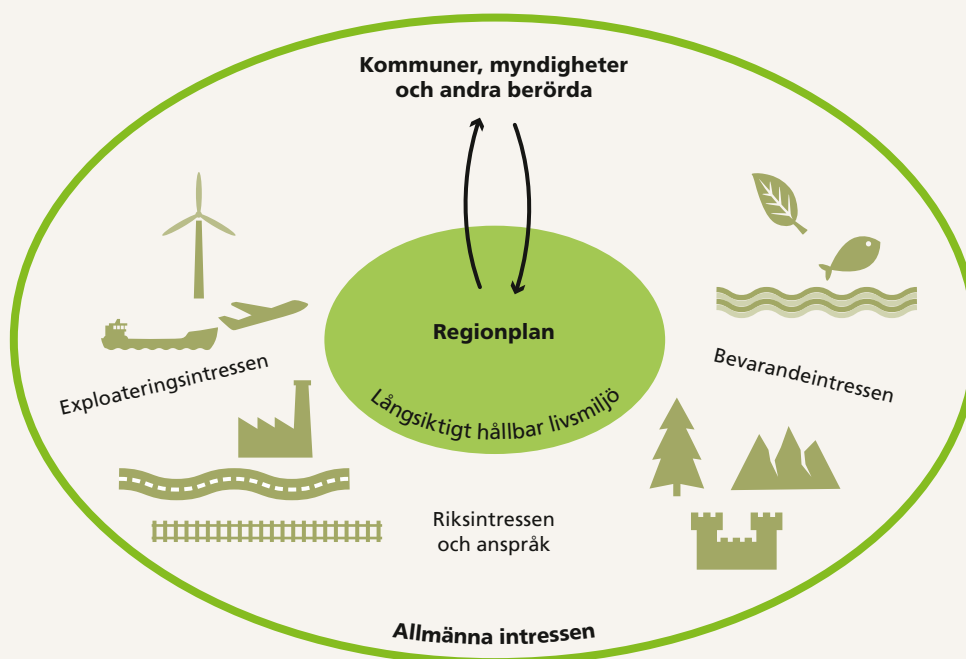 Kommuner, myndigheter
och andra berörda
Regionplan
Långsiktigt hållbar livsmiljö
Exploateringsintressen
Bevarandeintressen
Riksintressen
och anspråk
Allmänna intressen